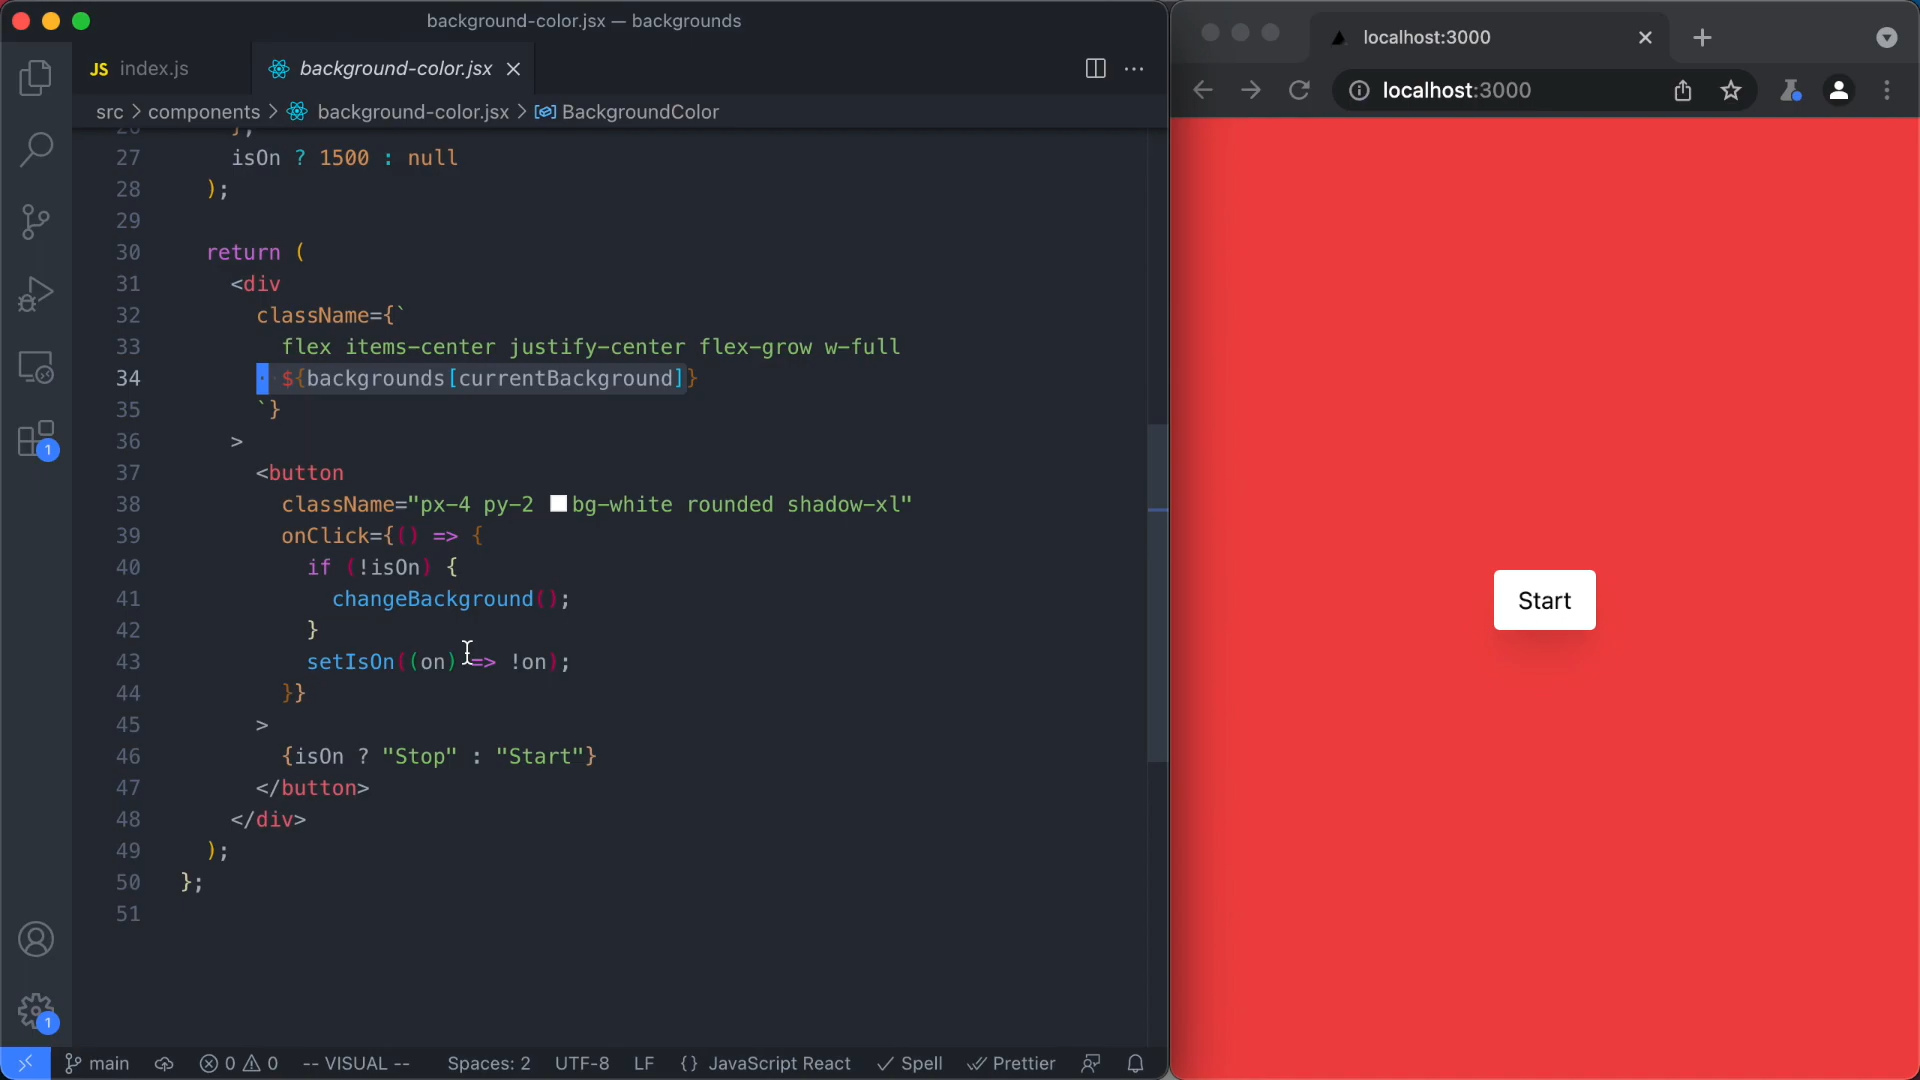 background-color.jsx — backgrounds
JS index.js
background-color.jsx
src > components > background-color.jsx > BackgroundColor
26 },
27 isOn ? 1500 : null
28 );
29
30 return (
31 <div
32 className={`
33 flex items-center justify-center flex-grow w-full
34 ${backgrounds[currentBackground]}
35 `}
36 >
37 <button
38 className="px-4 py-2 bg-white rounded shadow-xl"
39 onClick={() => {
40 if (!isOn) {
41 changeBackground();
42 }
43 setIsOn((on) => !on);
44 }}
45 >
46 {isOn ? "Stop" : "Start"}
47 </button>
48 </div>
49 );
50 };
51
1
1
main 0 0 -- VISUAL -- Spaces: 2 UTF-8 LF {} JavaScript React Spell Prettier
localhost:3000
localhost:3000
Start